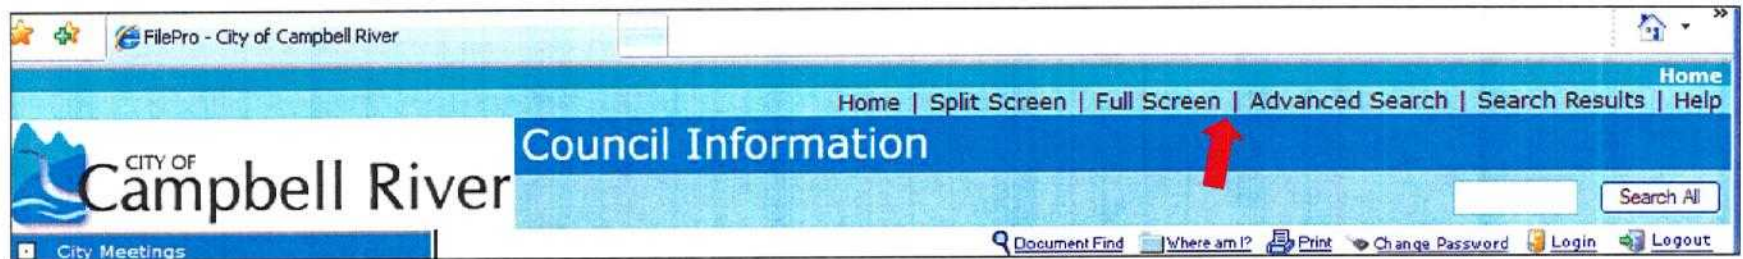 FilePro - City of Campbell River
»
Home
Home | Split Screen | Full Screen | Advanced Search | Search Results | Help
CITY OF
Campbell River
Council Information
Search All
Document Find Where am I? Print Change Password Login Logout
City Meetings